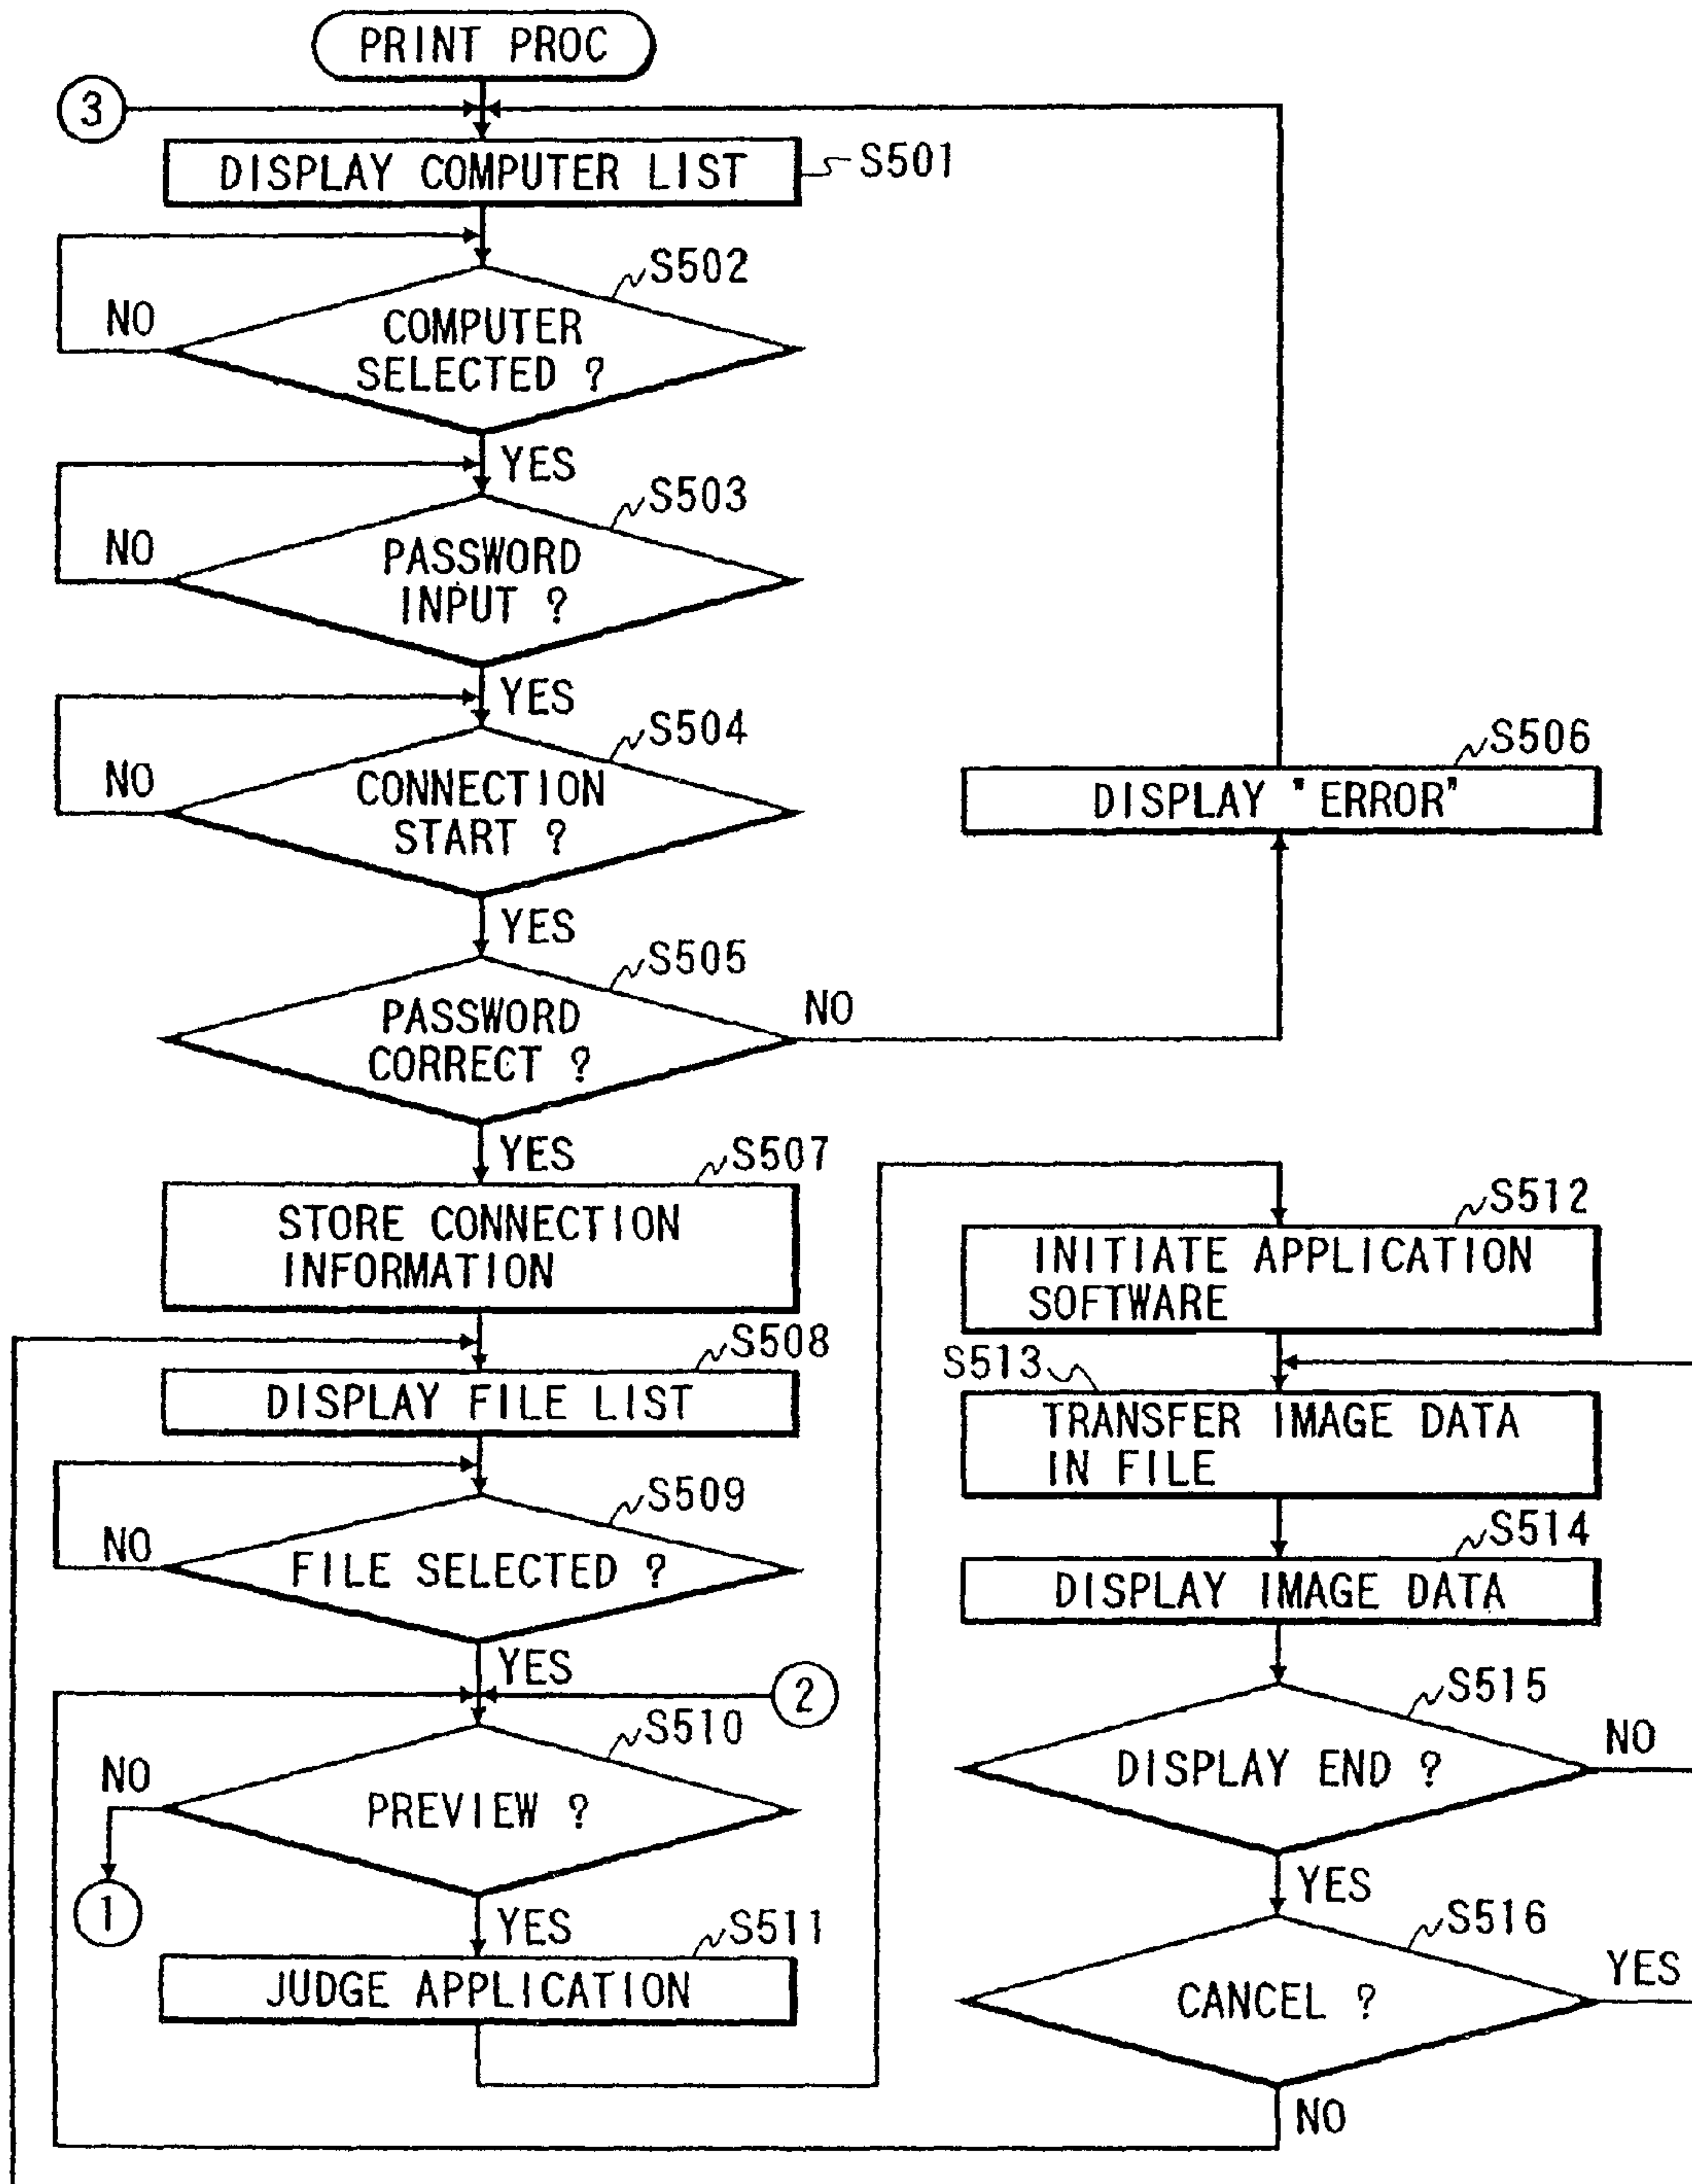 PRINT PROC
3
DISPLAY COMPUTER LIST
S501
S502
NO
COMPUTER
SELECTED ?
YES
S503
NO
PASSWORD
INPUT ?
YES
S504
NO
CONNECTION
START ?
S506
DISPLAY "ERROR"
YES
S505
PASSWORD
CORRECT ?
NO
YES
S507
STORE CONNECTION
INFORMATION
S508
DISPLAY FILE LIST
S509
NO
FILE SELECTED ?
YES
2
S510
NO
PREVIEW ?
1
YES
S511
JUDGE APPLICATION
S512
INITIATE APPLICATION
SOFTWARE
S513
TRANSFER IMAGE DATA
IN FILE
S514
DISPLAY IMAGE DATA
S515
NO
DISPLAY END ?
YES
S516
YES
CANCEL ?
NO